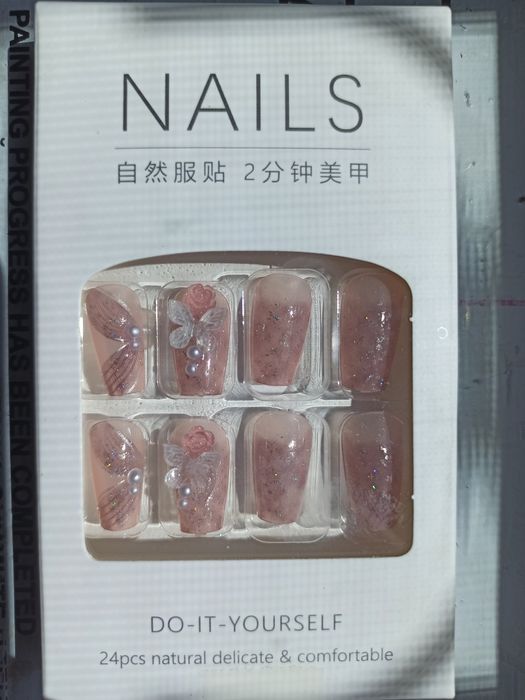 NAILS
自然服贴 2分钟美甲
DO-IT-YOURSELF
24pcs natural delicate & comfortable
PAINTING PROGRESS HAS BEEN COMPLETED